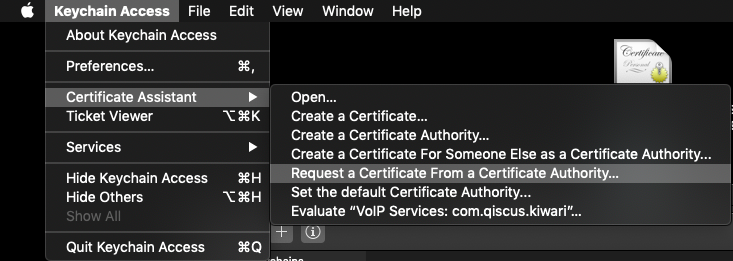 Keychain Access File Edit View Window Help
About Keychain Access
Preferences... ⌘,
Certificate Assistant ▶
Ticket Viewer ⌥⌘K
Services ▶
Hide Keychain Access ⌘H
Hide Others ⌥⌘H
Show All
Quit Keychain Access ⌘Q
Certificate
Personal
Open...
Create a Certificate...
Create a Certificate Authority...
Create a Certificate For Someone Else as a Certificate Authority...
Request a Certificate From a Certificate Authority...
Set the default Certificate Authority...
Evaluate “VoIP Services: com.qiscus.kiwari”...